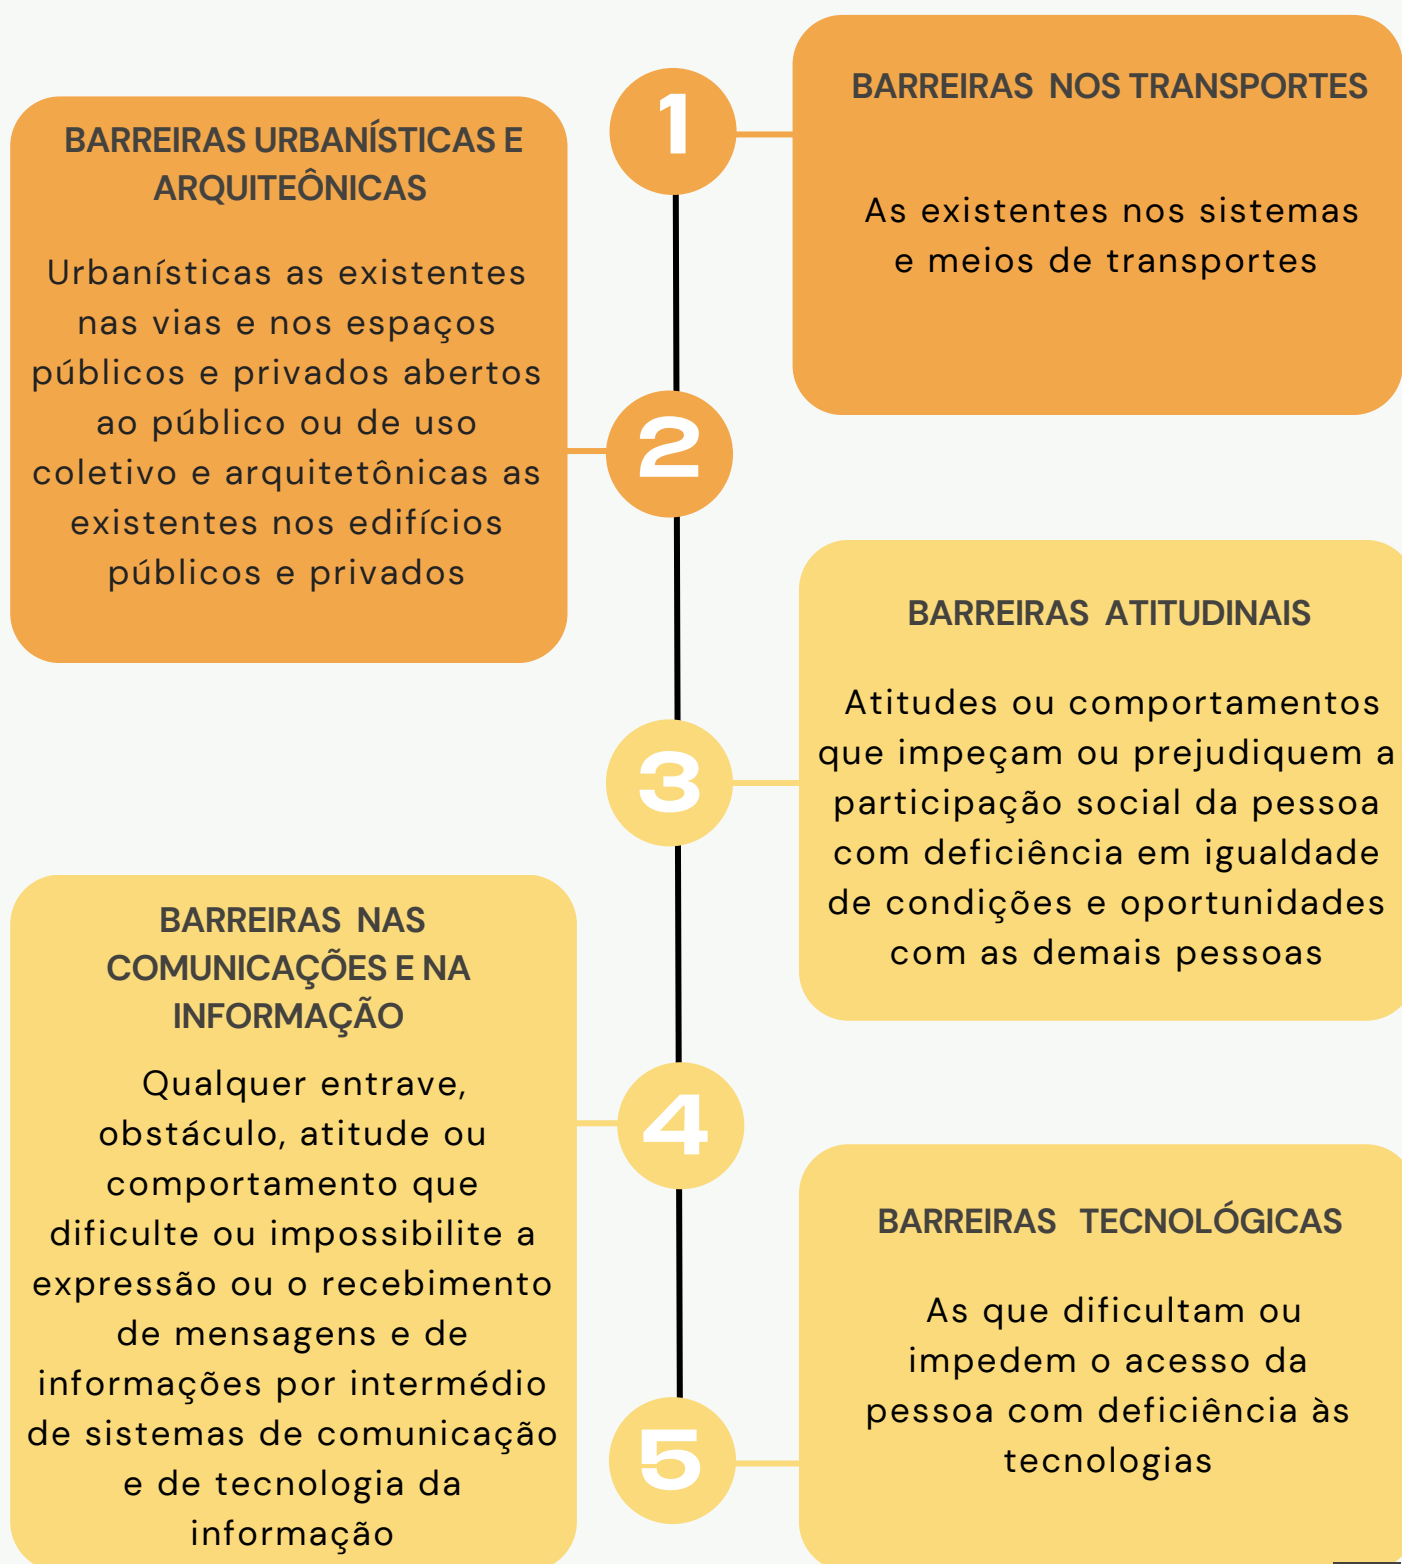 1
BARREIRAS NOS TRANSPORTES
As existentes nos sistemas
e meios de transportes
BARREIRAS URBANÍSTICAS E
ARQUITEÔNICAS
Urbanísticas as existentes
nas vias e nos espaços
públicos e privados abertos
ao público ou de uso
coletivo e arquitetônicas as
existentes nos edifícios
públicos e privados
2
3
BARREIRAS ATITUDINAIS
Atitudes ou comportamentos
que impeçam ou prejudiquem a
participação social da pessoa
com deficiência em igualdade
de condições e oportunidades
com as demais pessoas
BARREIRAS NAS
COMUNICAÇÕES E NA
INFORMAÇÃO
Qualquer entrave,
obstáculo, atitude ou
comportamento que
dificulte ou impossibilite a
expressão ou o recebimento
de mensagens e de
informações por intermédio
de sistemas de comunicação
e de tecnologia da
informação
4
5
BARREIRAS TECNOLÓGICAS
As que dificultam ou
impedem o acesso da
pessoa com deficiência às
tecnologias